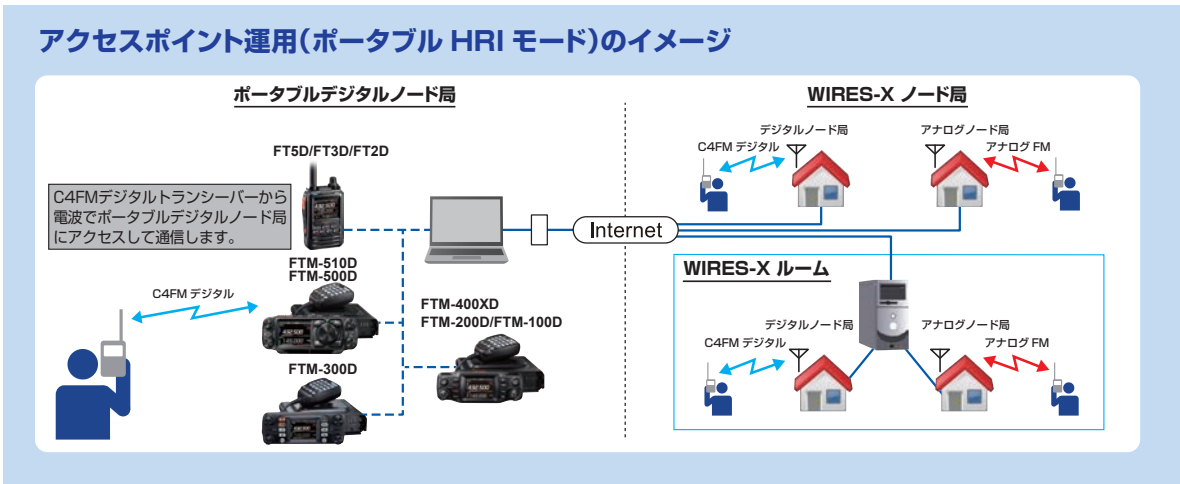 アクセスポイント運用（ポータブル HRI モード）のイメージ
ポータブルデジタルノード局
FT5D/FT3D/FT2D
C4FMデジタルトランシーバーから
電波でポータブルデジタルノード局
にアクセスして通信します。
FTM-510D
FTM-500D
C4FM デジタル
FTM-400XD
FTM-200D/FTM-100D
FTM-300D
Internet
WIRES-X ノード局
デジタルノード局
アナログノード局
C4FM デジタル
アナログ FM
WIRES-X ルーム
デジタルノード局
アナログノード局
C4FM デジタル
アナログ FM